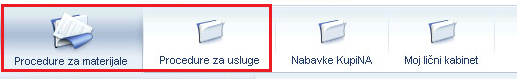 Procedure za materijale
Procedure za usluge
Nabavke KupiNA
Moj lični kabinet